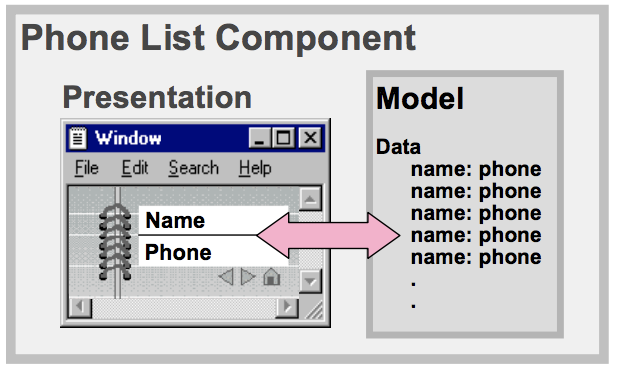 Phone List Component
Presentation
Window
File Edit Search Help
Name
Phone
Model
Data
name: phone
name: phone
name: phone
name: phone
name: phone
.
.